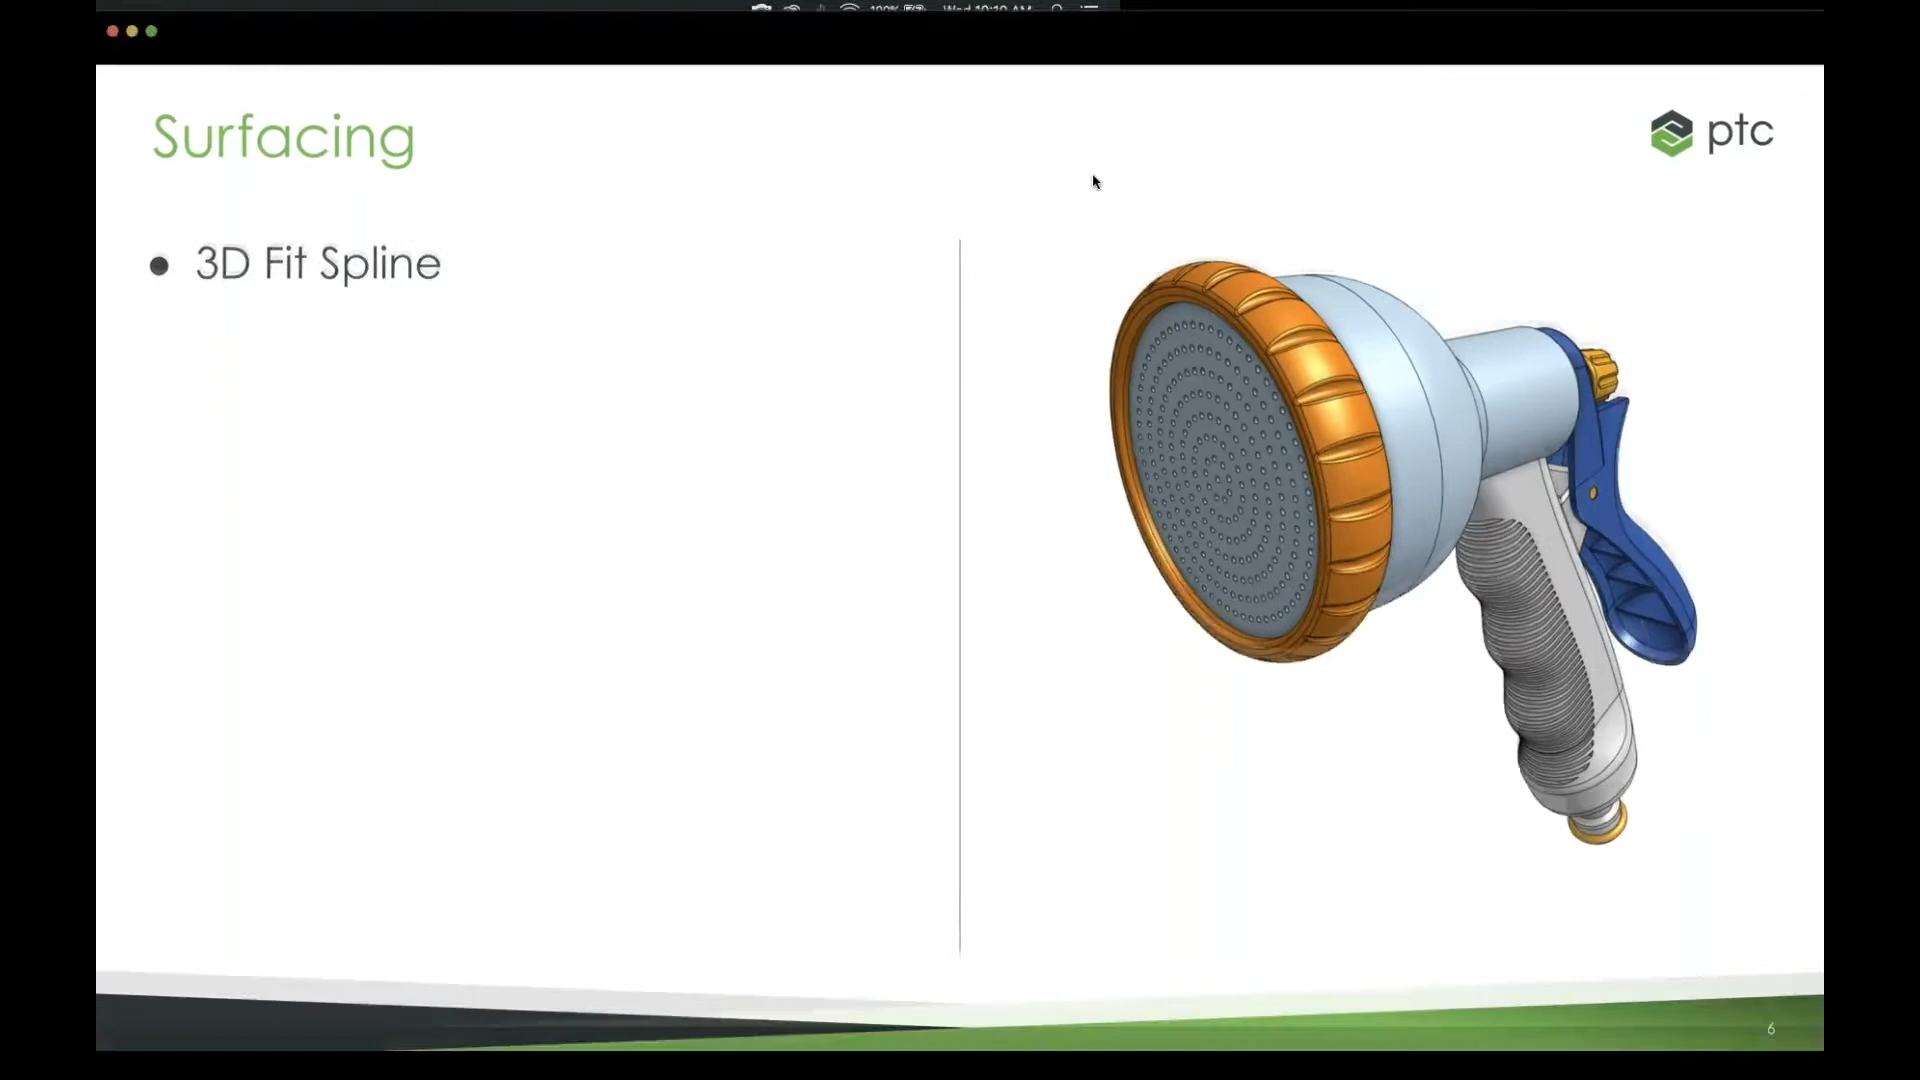 Surfacing
ptc
● 3D Fit Spline
6